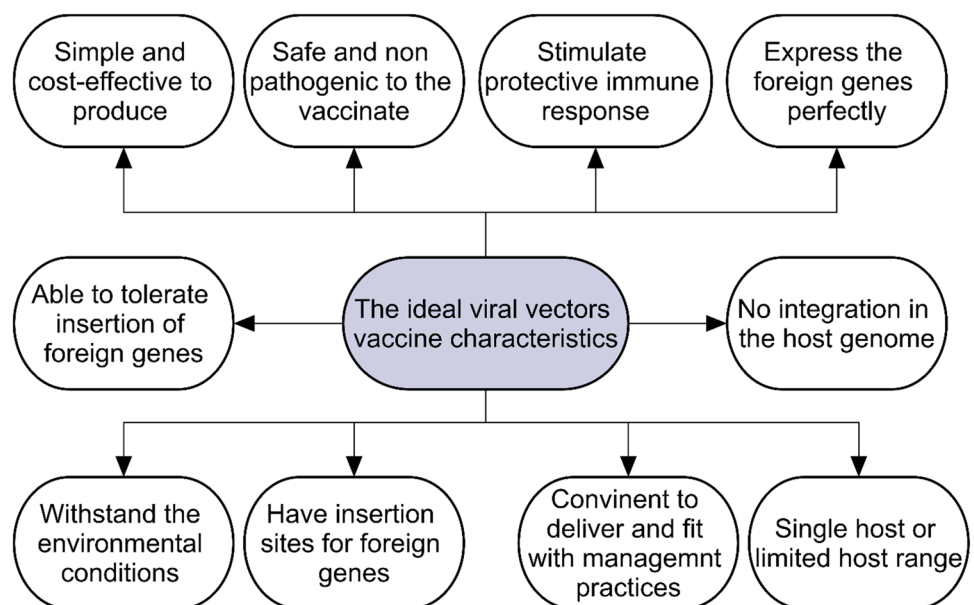 Simple and
cost-effective to
produce
Safe and non
pathogenic to the
vaccinate
Stimulate
protective immune
response
Express the
foreign genes
perfectly
Able to tolerate
insertion of
foreign genes
The ideal viral vectors
vaccine characteristics
No integration in
the host genome
Withstand the
environmental
conditions
Have insertion
sites for foreign
genes
Convinent to
deliver and fit
with managemnt
practices
Single host or
limited host range